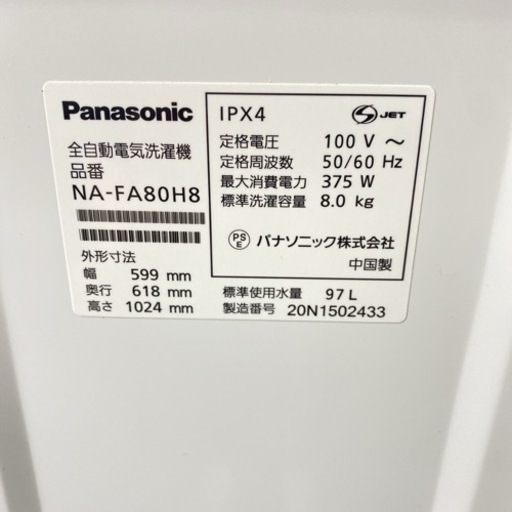 Panasonic
全自動電気洗濯機
品番
NA-FA80H8
外形寸法
幅 599 mm
奥行 618 mm
高さ 1024 mm
IPX4
S JET
定格電圧 100 V ～
定格周波数 50/60 Hz
最大消費電力 375 W
標準洗濯容量 8.0 kg
PS E パナソニック株式会社
中国製
標準使用水量 97 L
製造番号 20N1502433